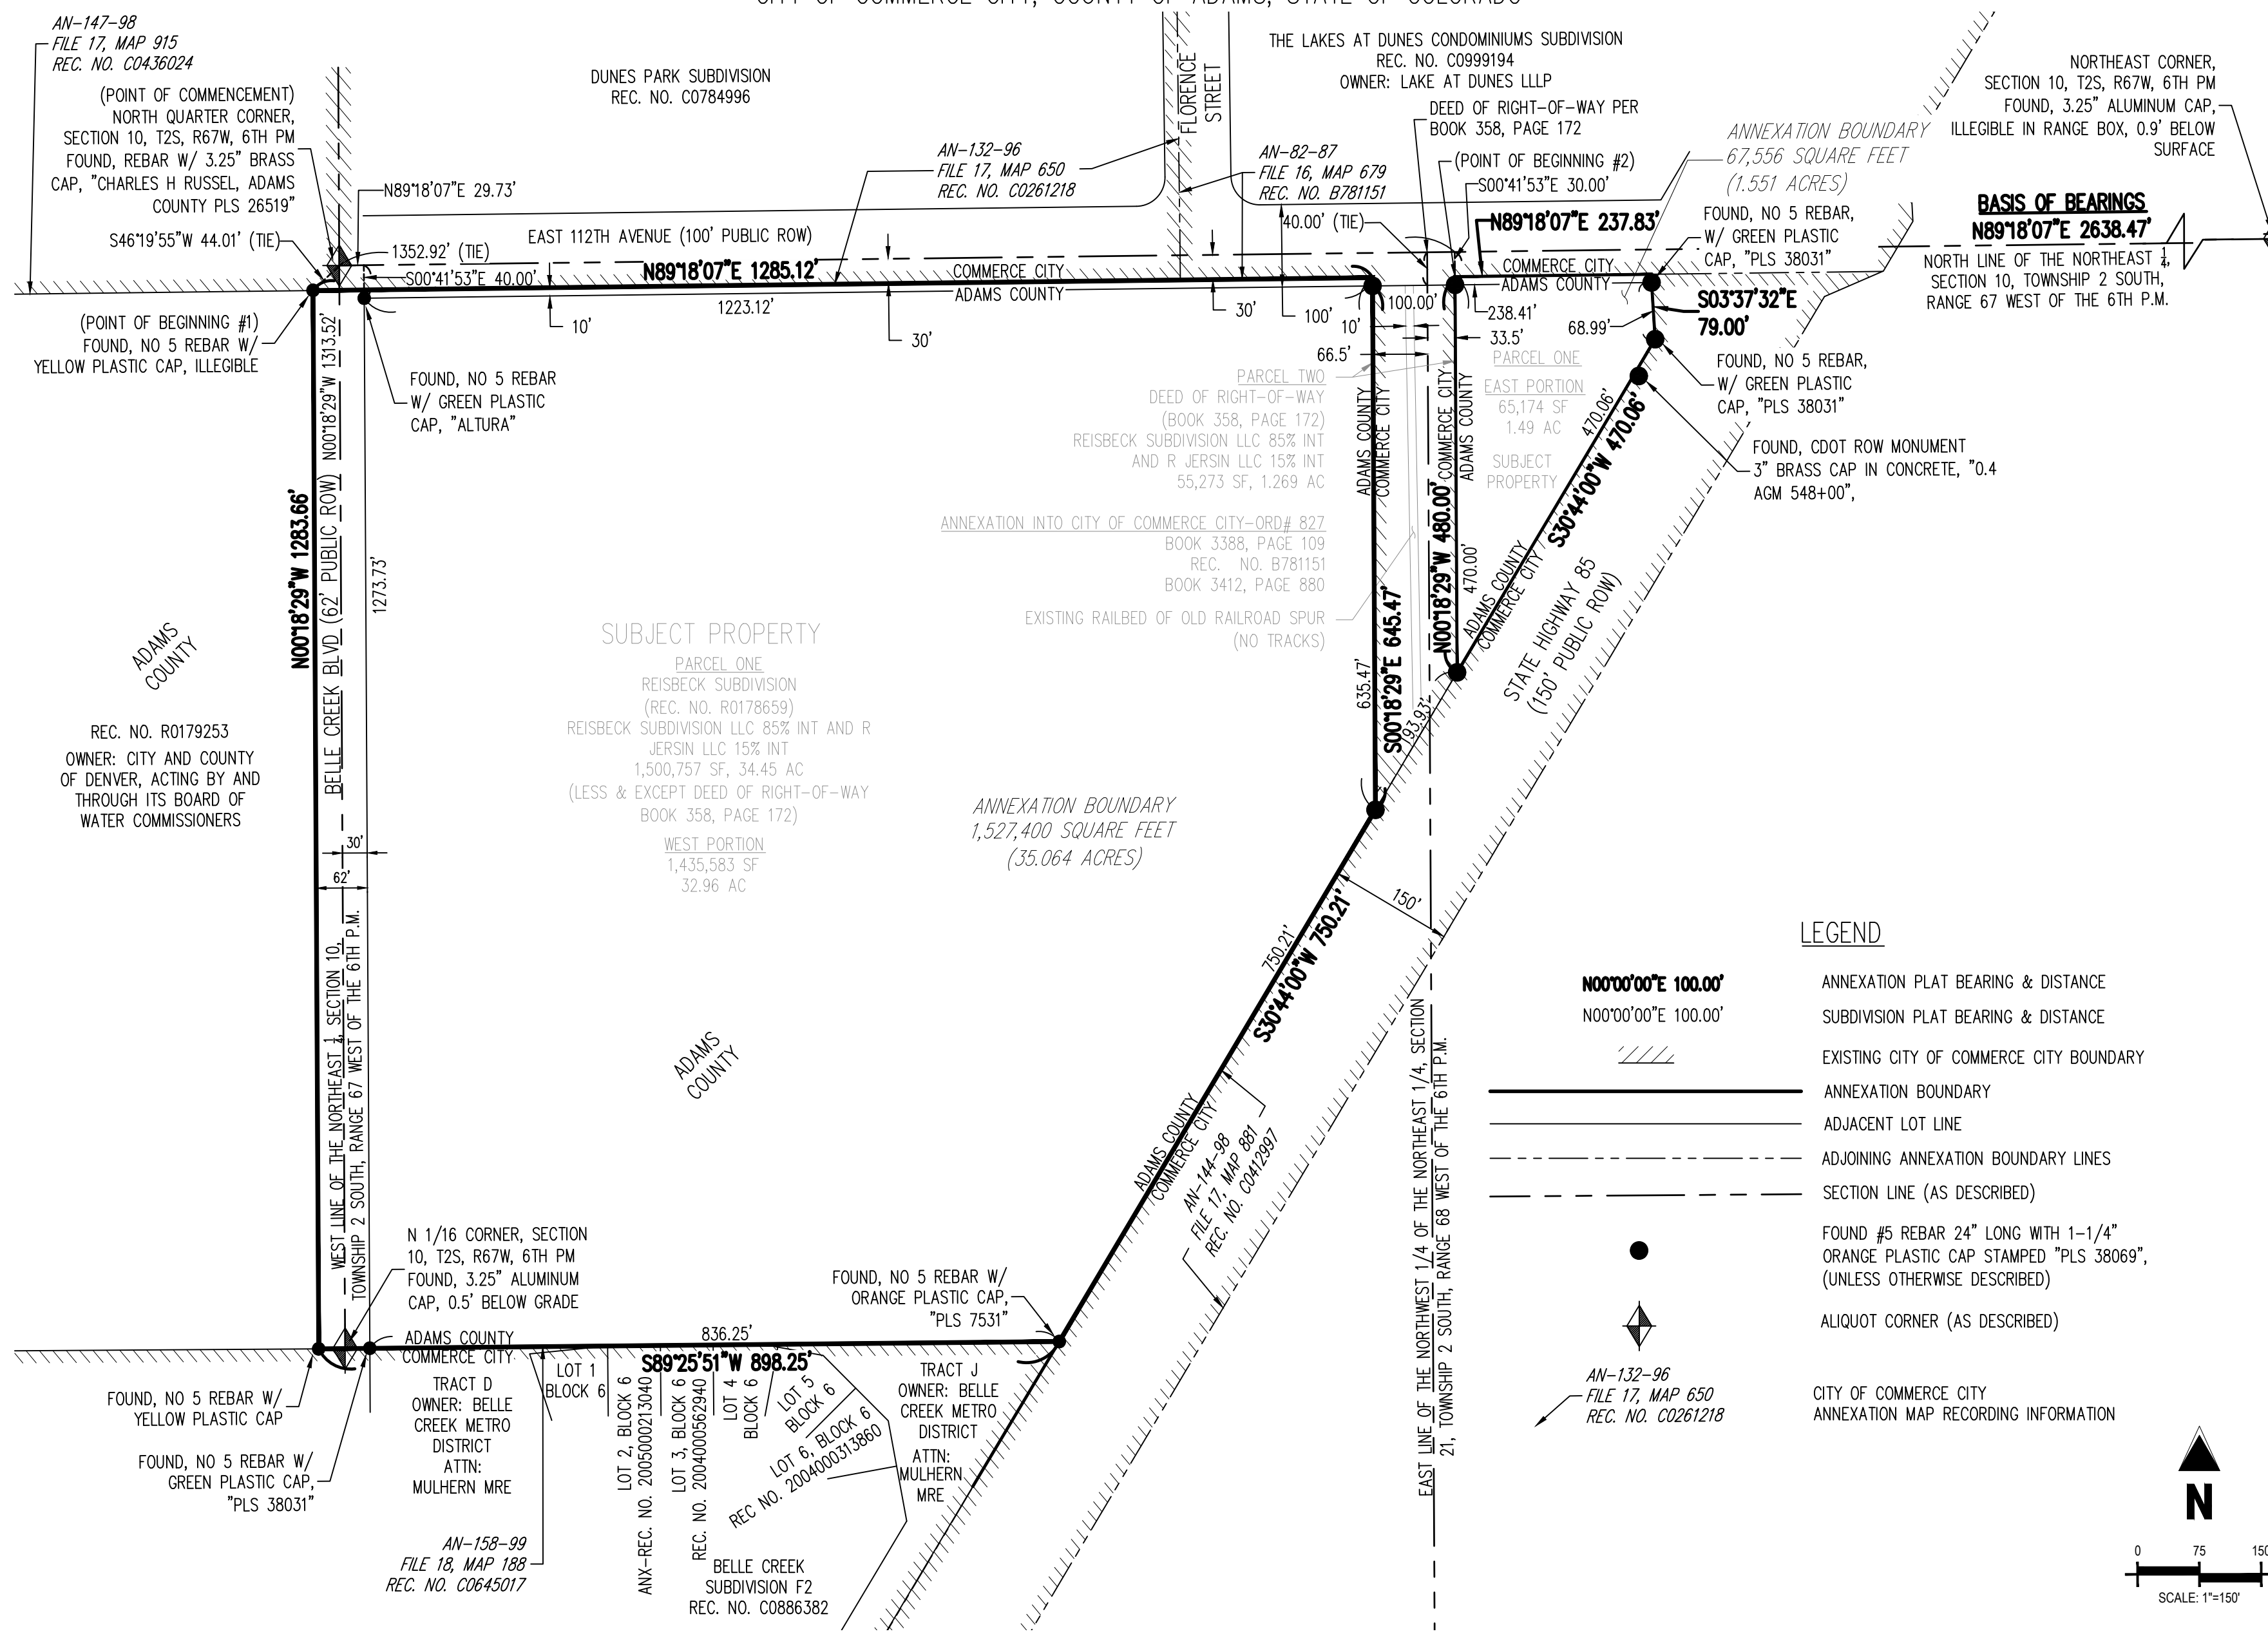 CITY OF COMMERCE CITY, COUNTY OF ADAMS, STATE OF COLORADO
AN-147-98
FILE 17, MAP 915
REC. NO. C0436024
(POINT OF COMMENCEMENT)
NORTH QUARTER CORNER,
SECTION 10, T2S, R67W, 6TH PM
FOUND, REBAR W/ 3.25" BRASS
CAP, "CHARLES H RUSSEL, ADAMS
COUNTY PLS 26519"
S46°19'55"W 44.01' (TIE)
N89°18'07"E 29.73'
1352.92' (TIE)
S00°41'53"E 40.00'
DUNES PARK SUBDIVISION
REC. NO. C0784996
EAST 112TH AVENUE (100' PUBLIC ROW)
N89°18'07"E 1285.12'
1223.12'
COMMERCE CITY
ADAMS COUNTY
10'
30'
30'
100'
AN-132-96
FILE 17, MAP 650
REC. NO. C0261218
FLORENCE
STREET
AN-82-87
FILE 16, MAP 679
REC. NO. B781151
THE LAKES AT DUNES CONDOMINIUMS SUBDIVISION
REC. NO. C0999194
OWNER: LAKE AT DUNES LLLP
DEED OF RIGHT-OF-WAY PER
BOOK 358, PAGE 172
(POINT OF BEGINNING #2)
S00°41'53"E 30.00'
40.00' (TIE)
N89°18'07"E 237.83'
COMMERCE CITY
ADAMS COUNTY
100.00'
238.41'
10'
33.5'
66.5'
ANNEXATION BOUNDARY
67,556 SQUARE FEET
(1.551 ACRES)
FOUND, NO 5 REBAR,
W/ GREEN PLASTIC
CAP, "PLS 38031"
NORTHEAST CORNER,
SECTION 10, T2S, R67W, 6TH PM
FOUND, 3.25" ALUMINUM CAP,
ILLEGIBLE IN RANGE BOX, 0.9' BELOW
SURFACE
BASIS OF BEARINGS
N89°18'07"E 2638.47'
NORTH LINE OF THE NORTHEAST 1/4,
SECTION 10, TOWNSHIP 2 SOUTH,
RANGE 67 WEST OF THE 6TH P.M.
S03°37'32"E
79.00'
68.99'
FOUND, NO 5 REBAR,
W/ GREEN PLASTIC
CAP, "PLS 38031"
FOUND, CDOT ROW MONUMENT
3" BRASS CAP IN CONCRETE, "0.4
AGM 548+00",
(POINT OF BEGINNING #1)
FOUND, NO 5 REBAR W/
YELLOW PLASTIC CAP, ILLEGIBLE
FOUND, NO 5 REBAR
W/ GREEN PLASTIC
CAP, "ALTURA"
N00°18'29"W 1283.66'
BELLE CREEK BLVD (62' PUBLIC ROW)
N00°18'29"W 1313.52'
1273.73'
PARCEL TWO
DEED OF RIGHT-OF-WAY
(BOOK 358, PAGE 172)
REISBECK SUBDIVISION LLC 85% INT
AND R JERSIN LLC 15% INT
55,273 SF, 1.269 AC
ANNEXATION INTO CITY OF COMMERCE CITY-ORD# 827
BOOK 3388, PAGE 109
REC. NO. B781151
BOOK 3412, PAGE 880
EXISTING RAILBED OF OLD RAILROAD SPUR
(NO TRACKS)
ADAMS COUNTY
COMMERCE CITY
S00°18'29"E 645.47'
635.47'
193.93'
N00°18'29"W 480.00'
COMMERCE CITY
ADAMS COUNTY
470.00'
PARCEL ONE
EAST PORTION
65,174 SF
1.49 AC
SUBJECT
PROPERTY
470.06'
S30°44'00"W 470.06'
ADAMS COUNTY
COMMERCE CITY
STATE HIGHWAY 85
(150' PUBLIC ROW)
ADAMS
COUNTY
REC. NO. R0179253
OWNER: CITY AND COUNTY
OF DENVER, ACTING BY AND
THROUGH ITS BOARD OF
WATER COMMISSIONERS
SUBJECT PROPERTY
PARCEL ONE
REISBECK SUBDIVISION
(REC. NO. R0178659)
REISBECK SUBDIVISION LLC 85% INT AND R
JERSIN LLC 15% INT
1,500,757 SF, 34.45 AC
(LESS & EXCEPT DEED OF RIGHT-OF-WAY
BOOK 358, PAGE 172)
WEST PORTION
1,435,583 SF
32.96 AC
ANNEXATION BOUNDARY
1,527,400 SQUARE FEET
(35.064 ACRES)
30'
62'
150'
750.21'
S30°44'00"W 750.21'
ADAMS
COUNTY
WEST LINE OF THE NORTHEAST 1/4, SECTION 10,
TOWNSHIP 2 SOUTH, RANGE 67 WEST OF THE 6TH P.M.
ADAMS COUNTY
COMMERCE CITY
AN-144-98
FILE 17, MAP 881
REC. NO. C0412997
EAST LINE OF THE NORTHWEST 1/4 OF THE NORTHEAST 1/4, SECTION
21, TOWNSHIP 2 SOUTH, RANGE 68 WEST OF THE 6TH P.M.
N 1/16 CORNER, SECTION
10, T2S, R67W, 6TH PM
FOUND, 3.25" ALUMINUM
CAP, 0.5' BELOW GRADE
FOUND, NO 5 REBAR W/
ORANGE PLASTIC CAP,
"PLS 7531"
ADAMS COUNTY
COMMERCE CITY
836.25'
S89°25'51"W 898.25'
FOUND, NO 5 REBAR W/
YELLOW PLASTIC CAP
FOUND, NO 5 REBAR W/
GREEN PLASTIC CAP,
"PLS 38031"
TRACT D
OWNER: BELLE
CREEK METRO
DISTRICT
ATTN:
MULHERN MRE
LOT 1
BLOCK 6
LOT 2, BLOCK 6
ANX-REC. NO. 2005000213040
LOT 3, BLOCK 6
REC. NO. 2004000562940
LOT 4
BLOCK 6
LOT 5
BLOCK 6
LOT 6, BLOCK 6
REC NO. 2004000313860
TRACT J
OWNER: BELLE
CREEK METRO
DISTRICT
ATTN:
MULHERN
MRE
AN-158-99
FILE 18, MAP 188
REC. NO. C0645017
BELLE CREEK
SUBDIVISION F2
REC. NO. C0886382
LEGEND
N00°00'00"E 100.00' ANNEXATION PLAT BEARING & DISTANCE
N00°00'00"E 100.00' SUBDIVISION PLAT BEARING & DISTANCE
EXISTING CITY OF COMMERCE CITY BOUNDARY
ANNEXATION BOUNDARY
ADJACENT LOT LINE
ADJOINING ANNEXATION BOUNDARY LINES
SECTION LINE (AS DESCRIBED)
FOUND #5 REBAR 24" LONG WITH 1-1/4"
ORANGE PLASTIC CAP STAMPED "PLS 38069",
(UNLESS OTHERWISE DESCRIBED)
ALIQUOT CORNER (AS DESCRIBED)
AN-132-96
FILE 17, MAP 650
REC. NO. C0261218
CITY OF COMMERCE CITY
ANNEXATION MAP RECORDING INFORMATION
N
0 75 150
SCALE: 1"=150'